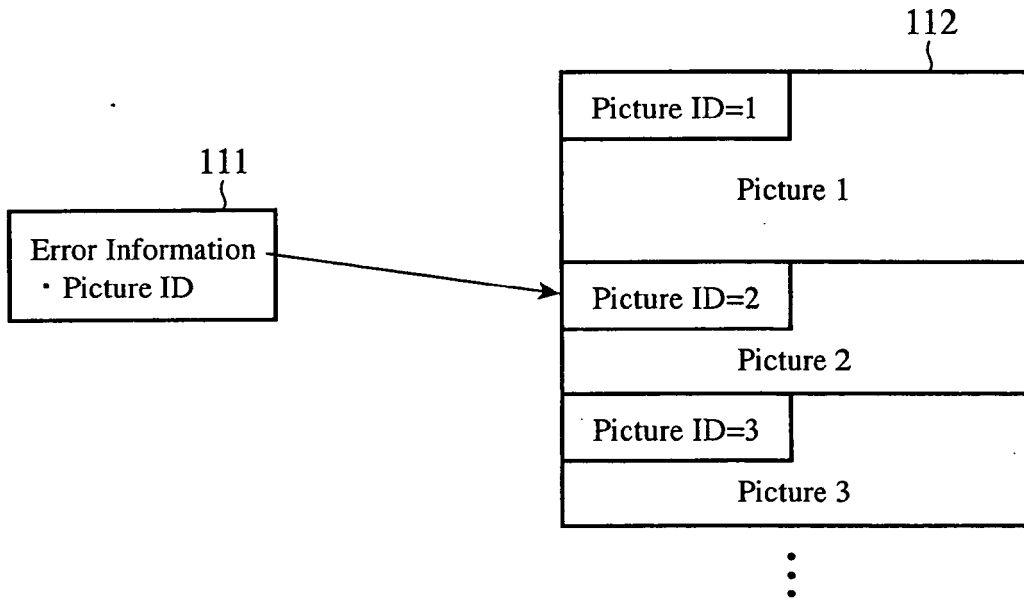 112
Picture ID=1
Picture 1
111
Error Information
· Picture ID
Picture ID=2
Picture 2
Picture ID=3
Picture 3